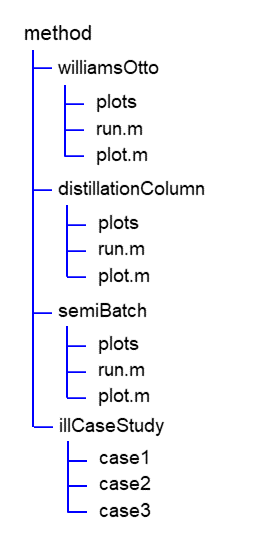 method
williamsOtto
plots
run.m
plot.m
distillationColumn
plots
run.m
plot.m
semiBatch
plots
run.m
plot.m
illCaseStudy
case1
case2
case3